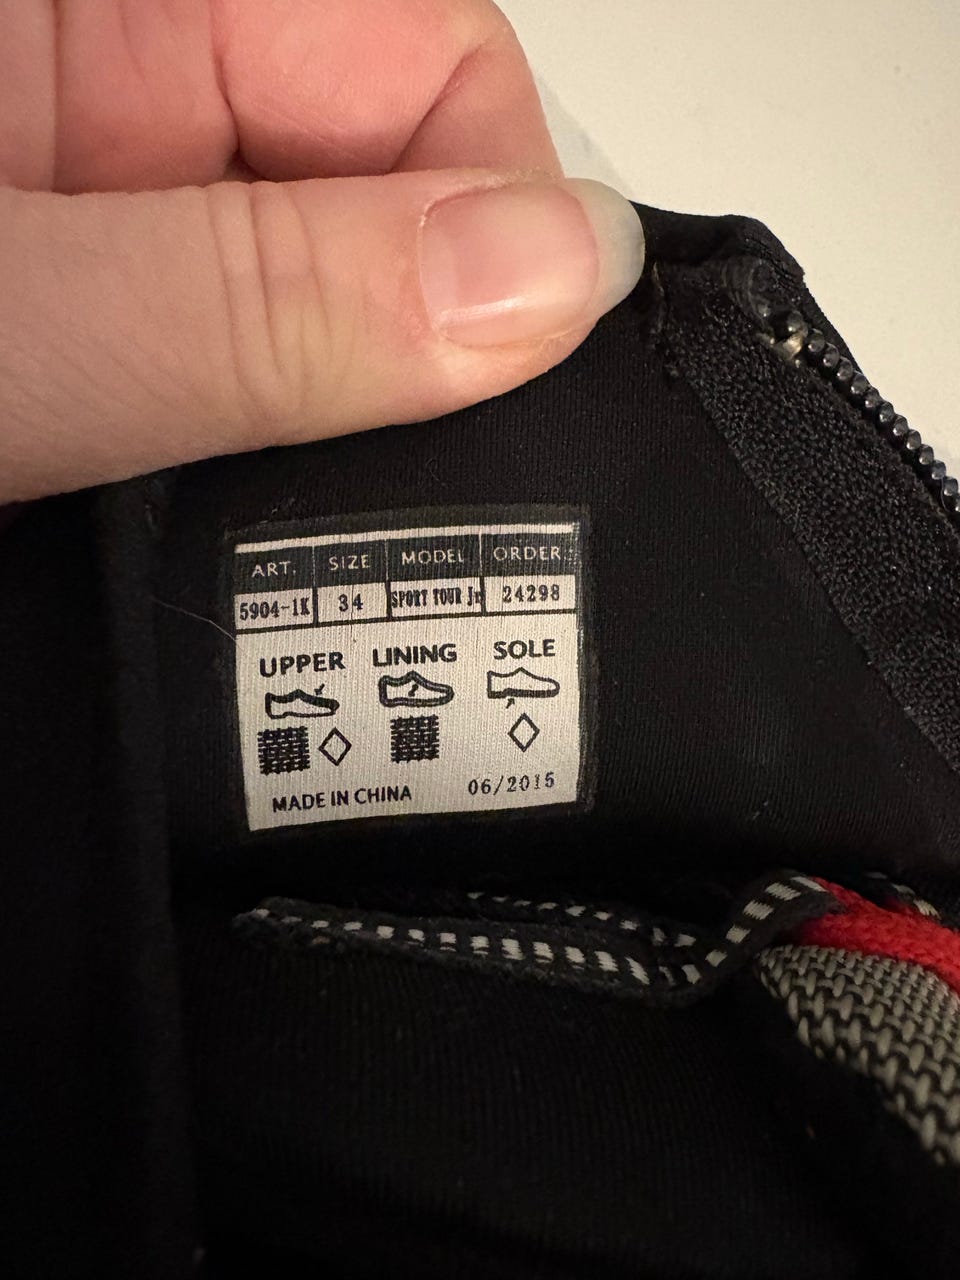 ART. SIZE MODEL ORDER:
5904-1K 34 SPORT TOUR Jr 24298
UPPER LINING SOLE
MADE IN CHINA 06/2015